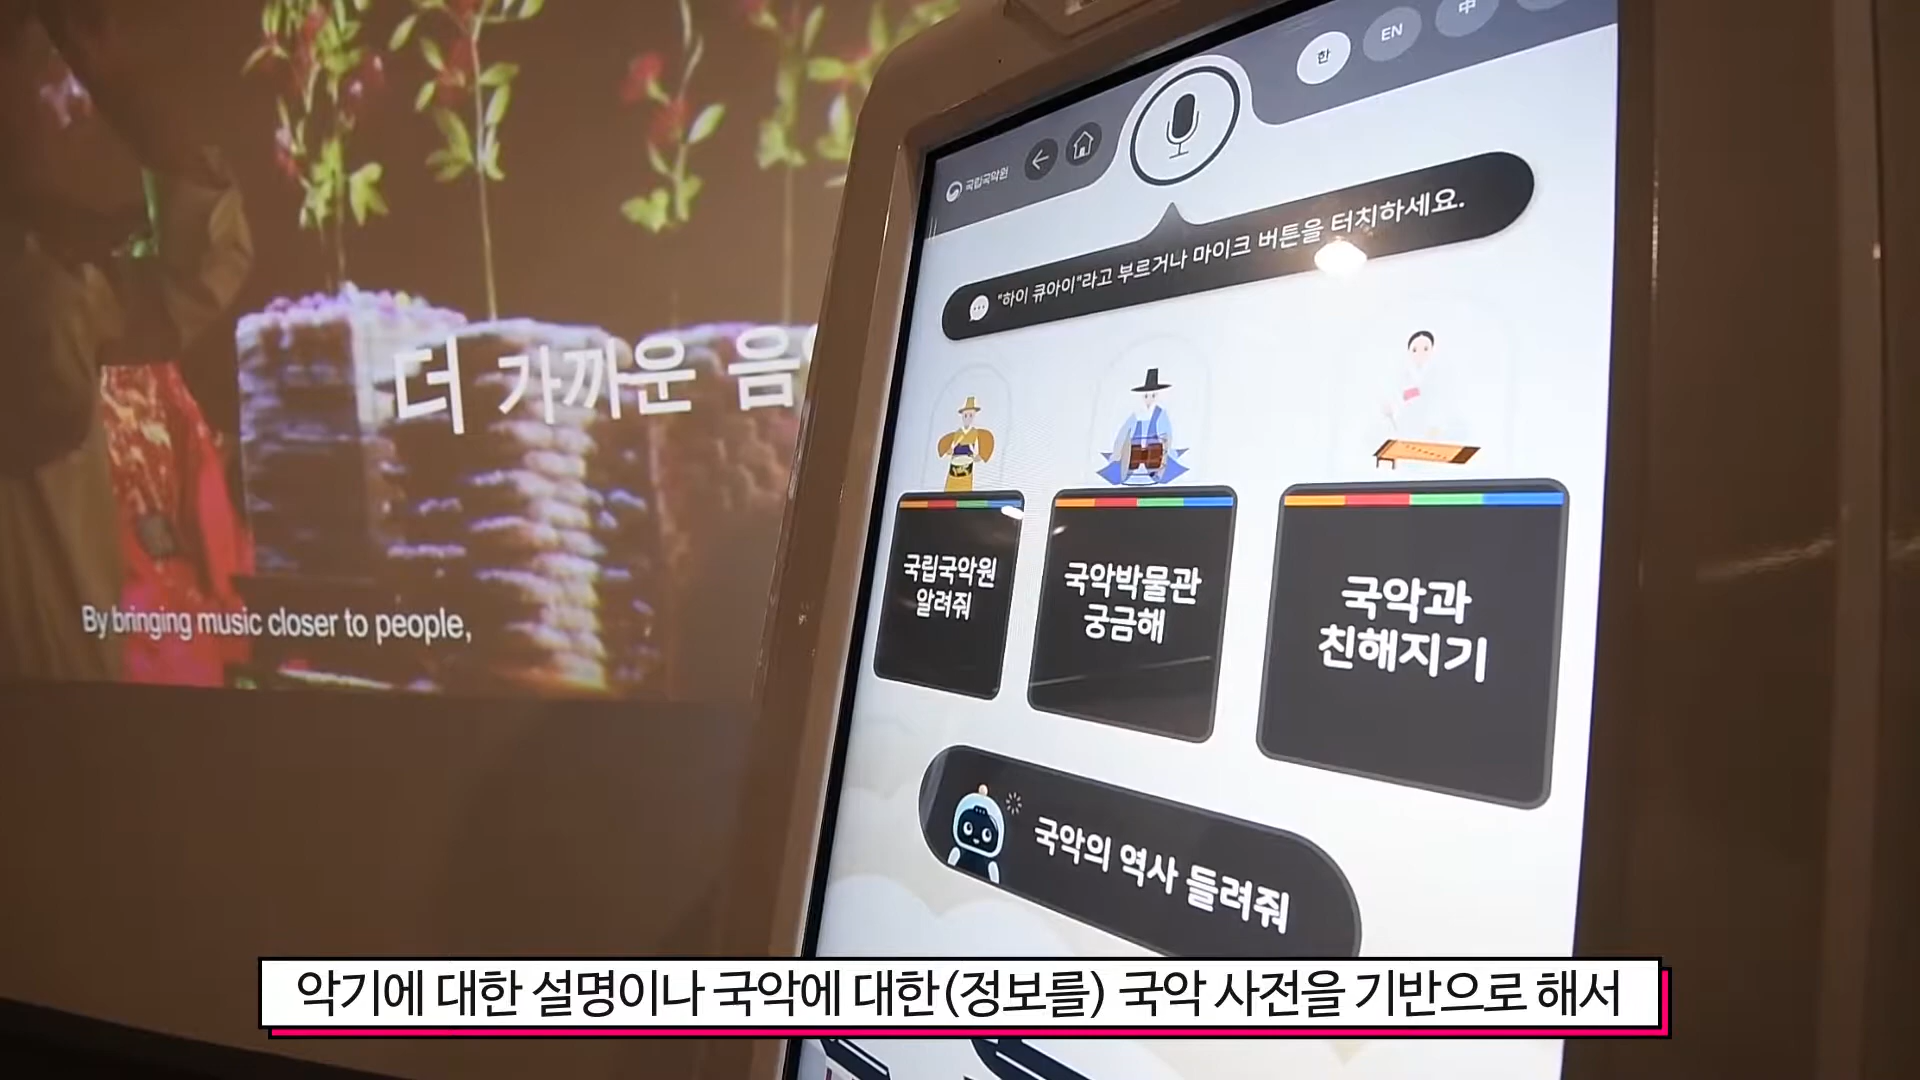 한
EN
中
국립국악원
"하이 큐아이"라고 부르거나 마이크 버튼을 터치하세요.
더 가까운 음
By bringing music closer to people,
국립국악원
알려줘
국악박물관
궁금해
국악과
친해지기
국악의 역사 들려줘
악기에 대한 설명이나 국악에 대한(정보를) 국악 사전을 기반으로 해서